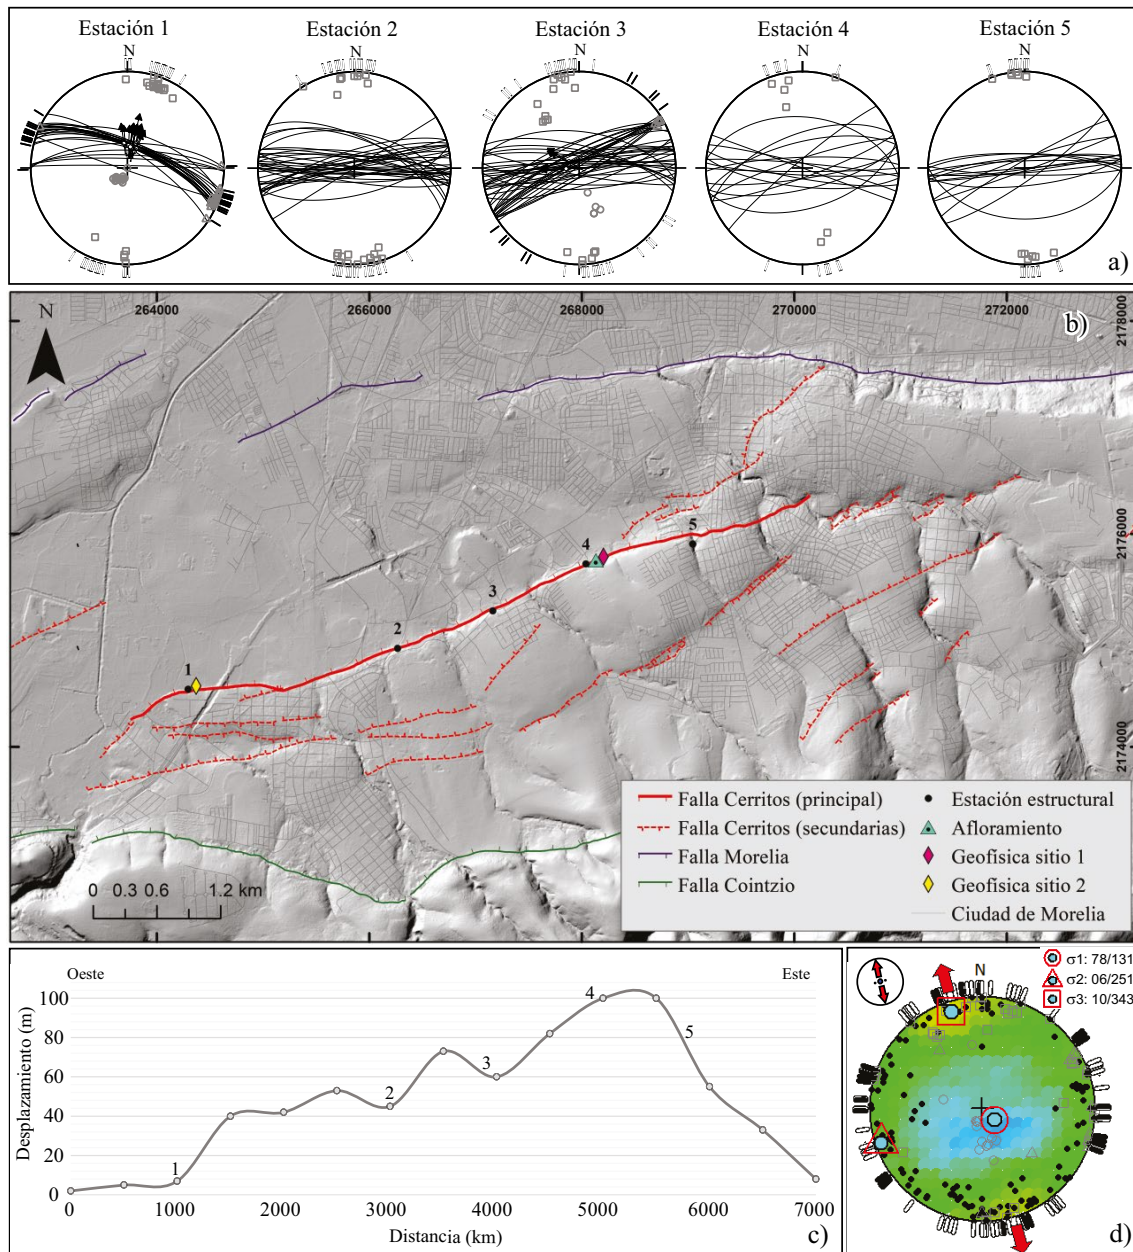 Estación 1
Estación 2
Estación 3
Estación 4
Estación 5
N
N
N
N
N
a)
N
264000
266000
268000
270000
272000
b)
2178000
2176000
2174000
1
2
3
4
5
0 0.3 0.6 1.2 km
Falla Cerritos (principal)
Falla Cerritos (secundarias)
Falla Morelia
Falla Cointzio
Estación estructural
Afloramiento
Geofísica sitio 1
Geofísica sitio 2
Ciudad de Morelia
Oeste
Este
Desplazamiento (m)
100
80
60
40
20
0
1
2
3
4
5
0 1000 2000 3000 4000 5000 6000 7000
Distancia (km)
c)
N
σ1: 78/131
σ2: 06/251
σ3: 10/343
d)